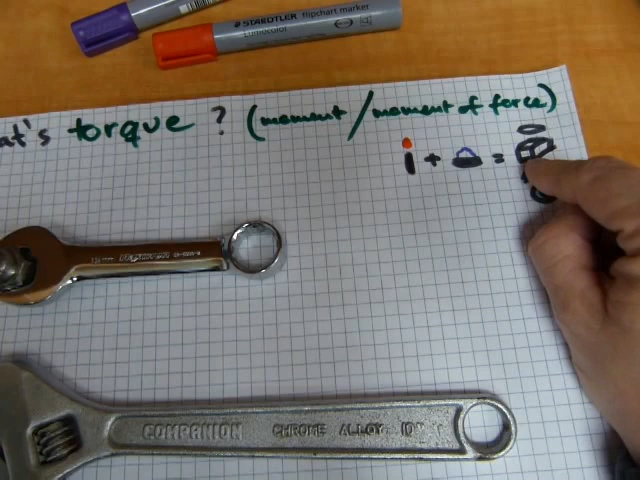 STAEDTLER flipchart marker
Lumocolor
at's torque ? (moment / moment of force)
i + = 
COMPANION CHROME ALLOY 10"